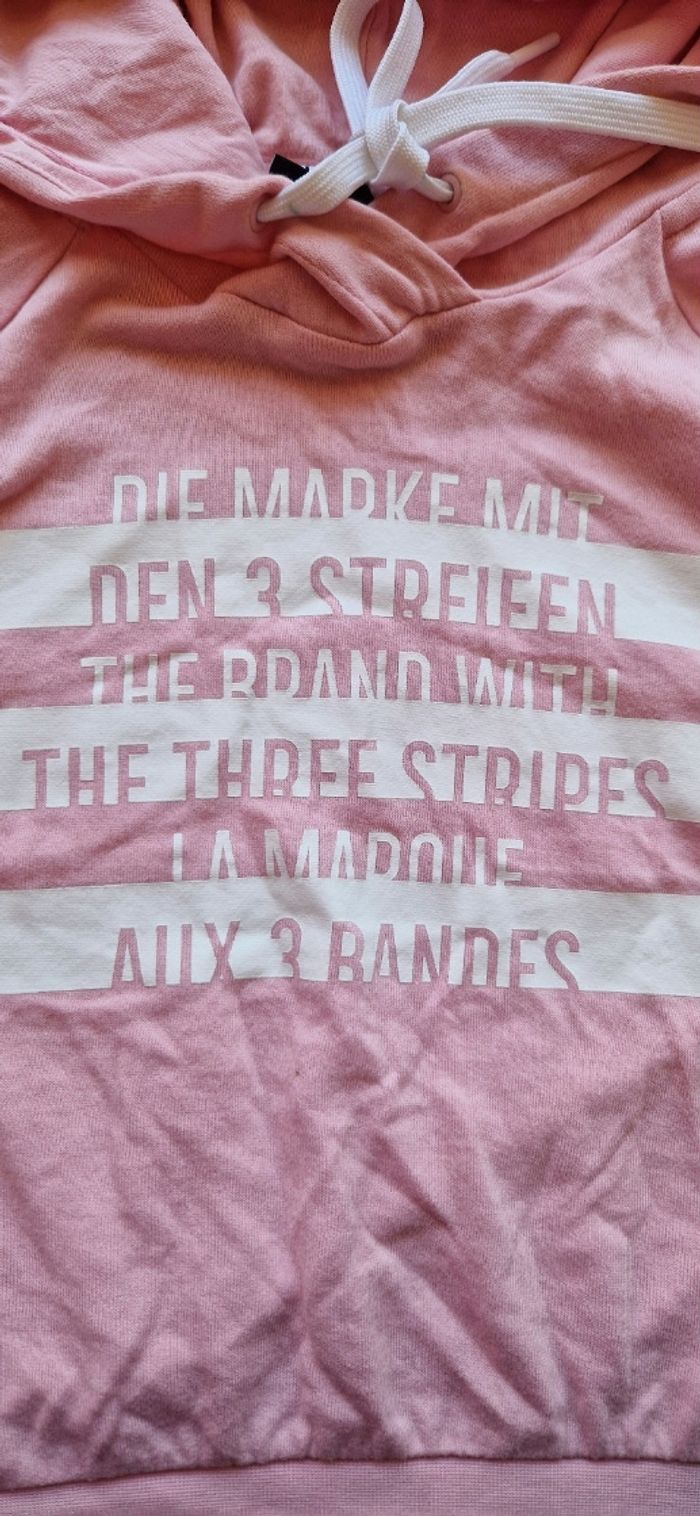 DIE MARKE MIT
DEN 3 STREIFEN
THE BRAND WITH
THE THREE STRIPES
LA MARQUE
AUX 3 BANDES